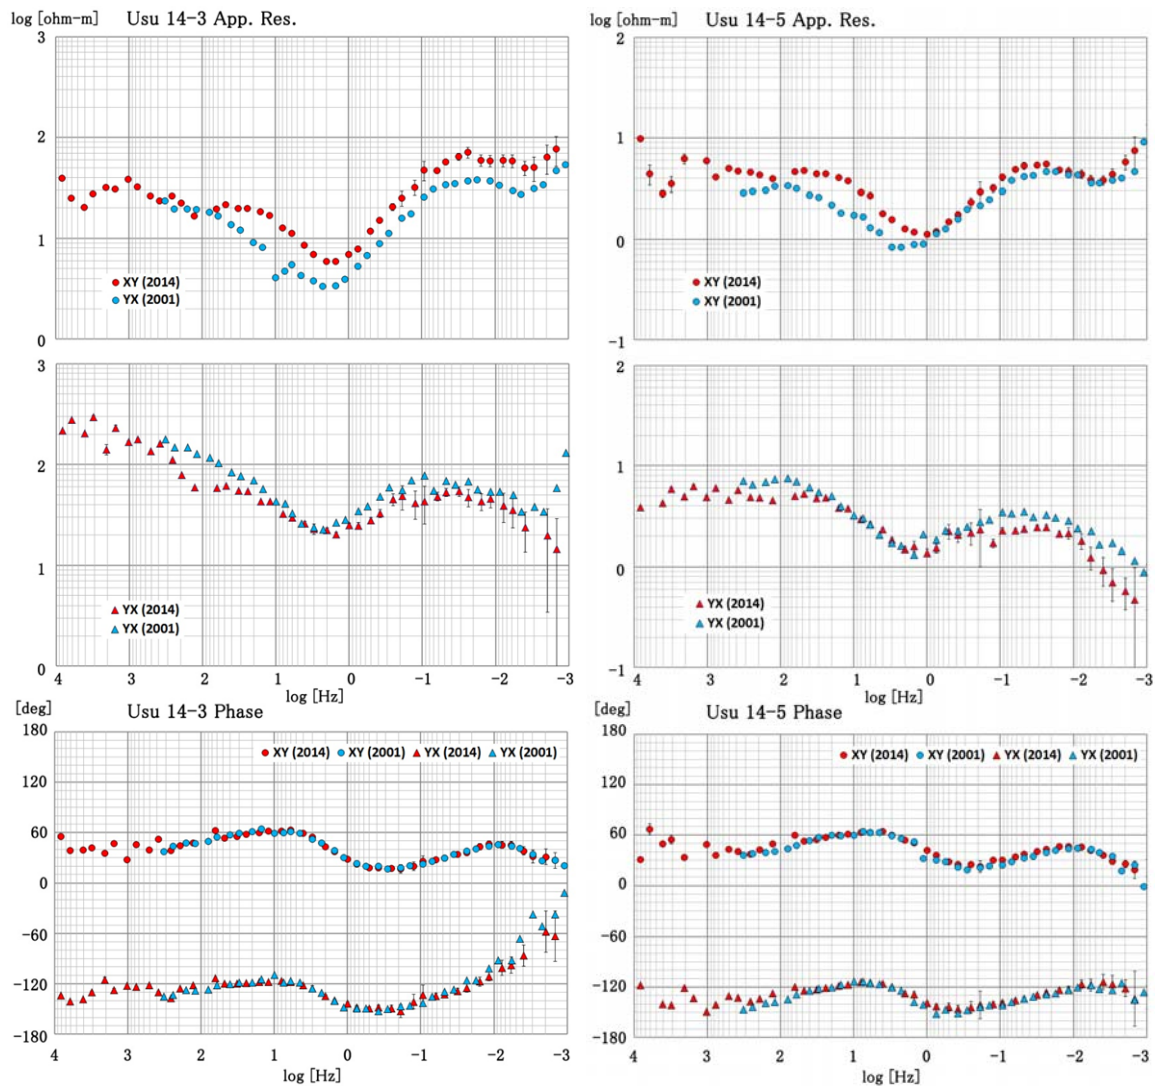 log [ohm-m] Usu 14-3 App. Res.
3
2
1
0
XY (2014)
YX (2001)
3
2
1
0
YX (2014)
YX (2001)
4 3 2 1 0 -1 -2 -3
log [Hz]
[deg] Usu 14-3 Phase
180
120
60
0
-60
-120
-180
XY (2014) XY (2001) YX (2014) YX (2001)
4 3 2 1 0 -1 -2 -3
log [Hz]
log [ohm-m] Usu 14-5 App. Res.
2
1
0
-1
XY (2014)
XY (2001)
2
1
0
-1
YX (2014)
YX (2001)
4 3 2 1 0 -1 -2 -3
log [Hz]
[deg] Usu 14-5 Phase
180
120
60
0
-60
-120
-180
XY (2014) XY (2001) YX (2014) YX (2001)
4 3 2 1 0 -1 -2 -3
log [Hz]